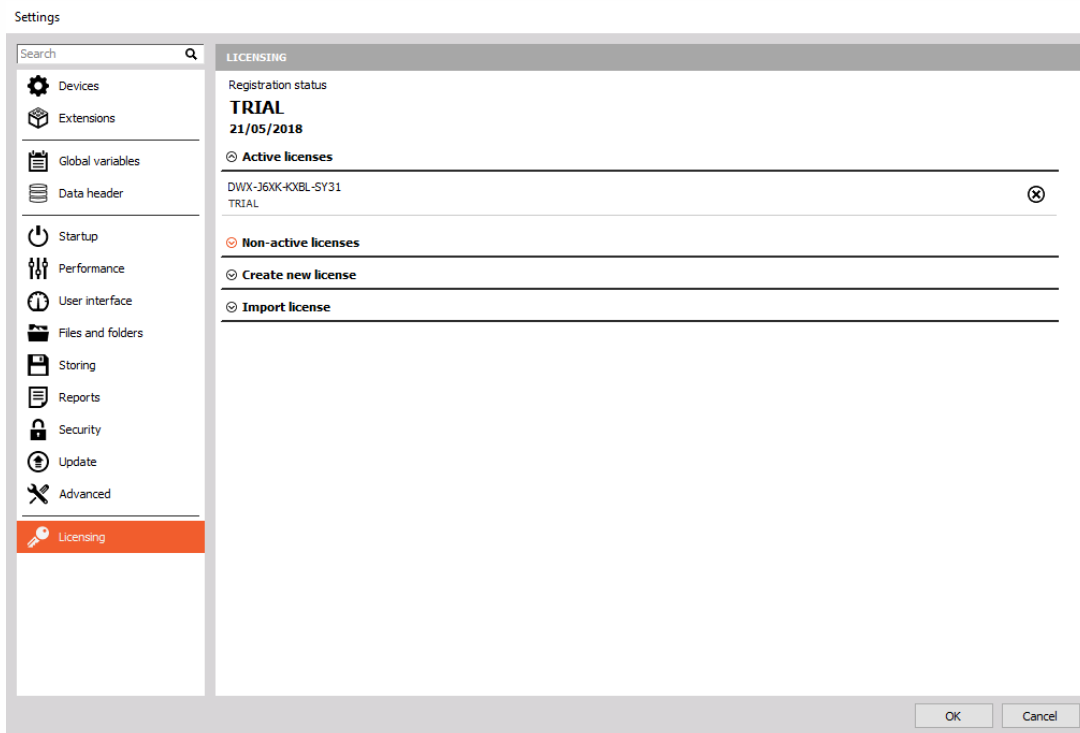 Settings
Search
Devices
Extensions
Global variables
Data header
Startup
Performance
User interface
Files and folders
Storing
Reports
Security
Update
Advanced
Licensing
LICENSING
Registration status
TRIAL
21/05/2018
Active licenses
DWX-J6XK-KXBL-SY31
TRIAL
Non-active licenses
Create new license
Import license
OK
Cancel